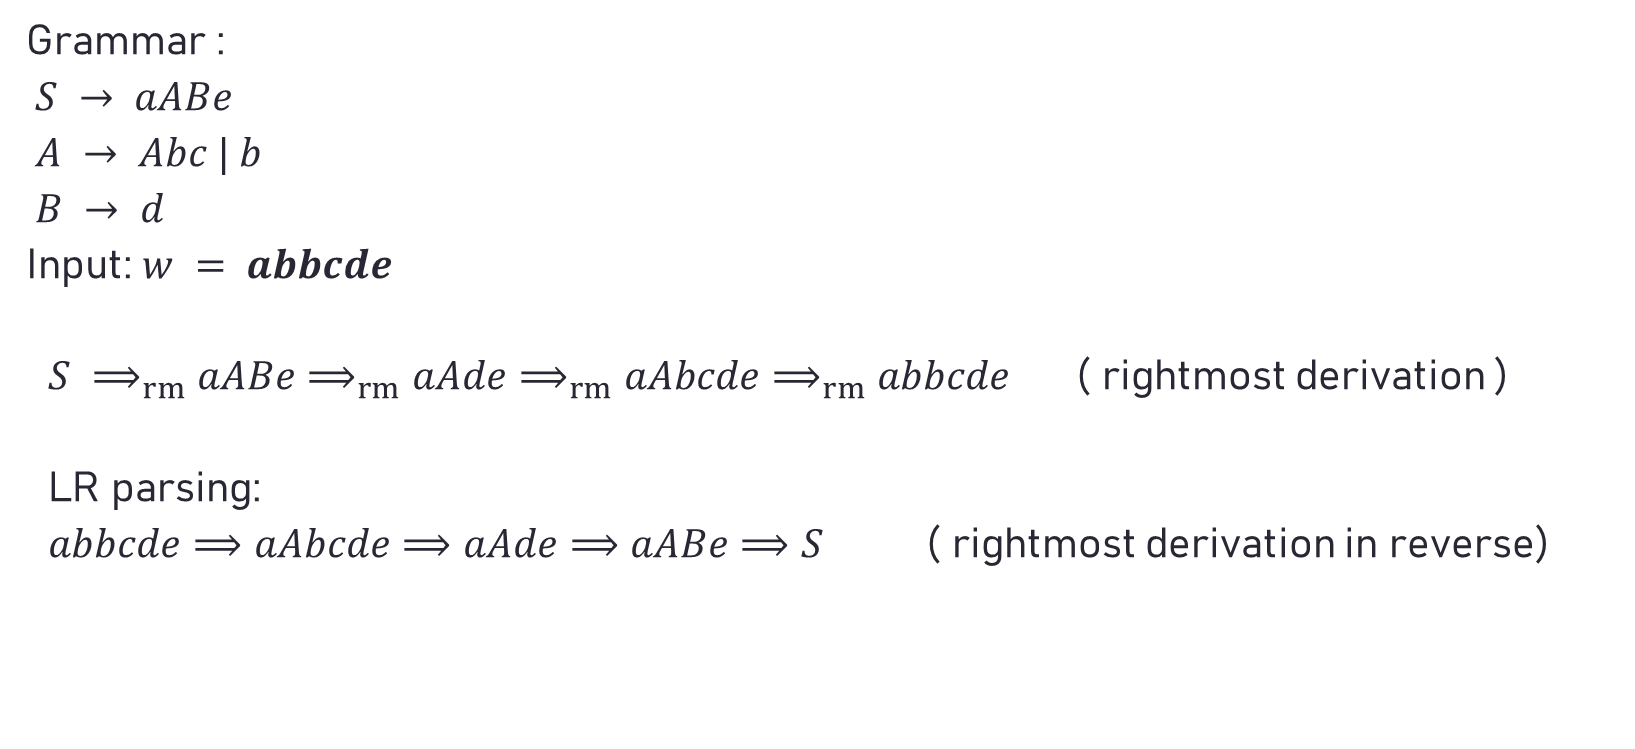 Grammar :
S → aABe
A → Abc | b
B → d
Input: w = abbcde
S ⟹rm aABe ⟹rm aAde ⟹rm aAbcde ⟹rm abbcde ( rightmost derivation )
LR parsing:
abbcde ⟹ aAbcde ⟹ aAde ⟹ aABe ⟹ S ( rightmost derivation in reverse)